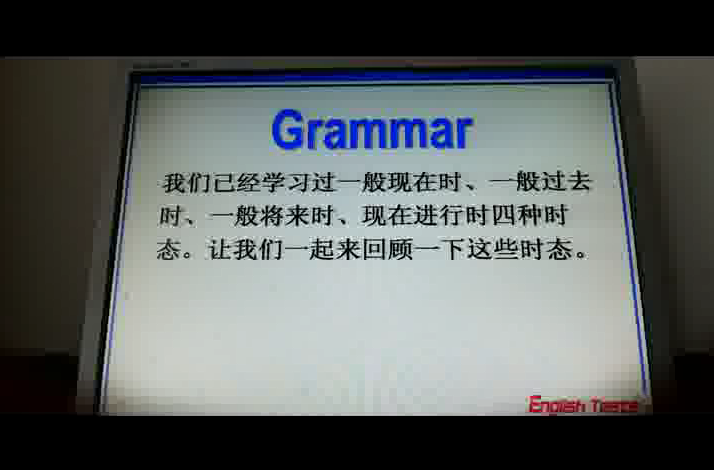 Grammar
我们已经学习过一般现在时、一般过去
时、一般将来时、现在进行时四种时
态。让我们一起来回顾一下这些时态。
English